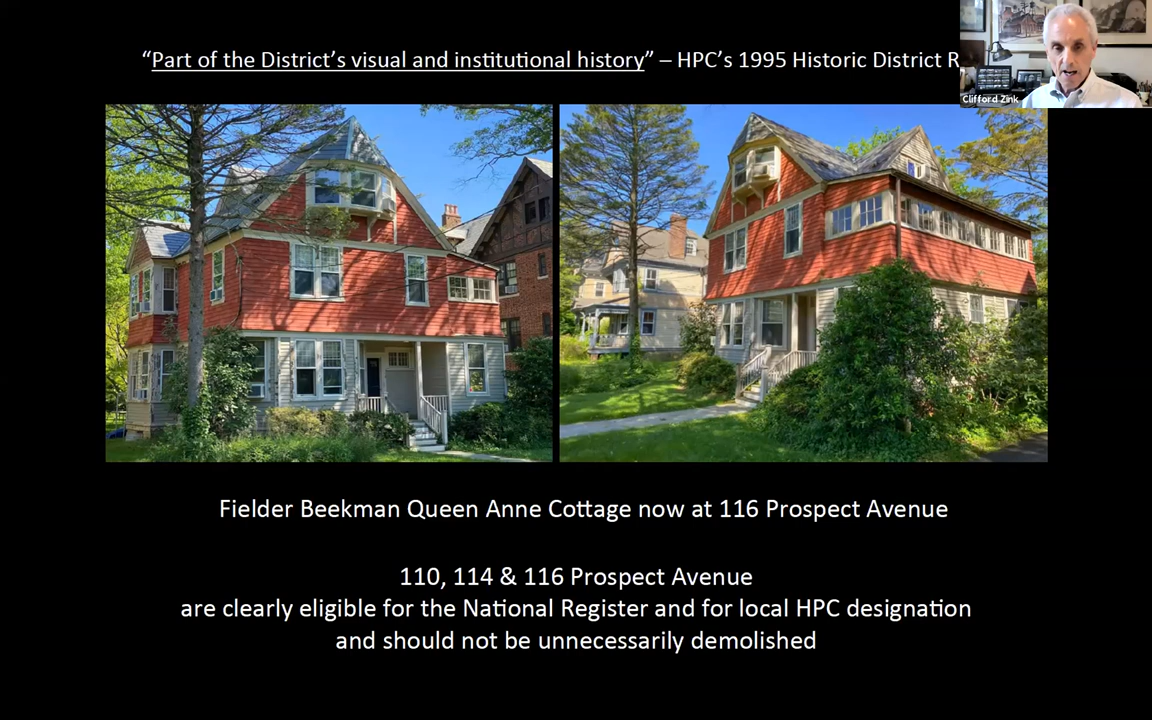 “Part of the District’s visual and institutional history” – HPC’s 1995 Historic District
Clifford Zink
Fielder Beekman Queen Anne Cottage now at 116 Prospect Avenue
110, 114 & 116 Prospect Avenue
are clearly eligible for the National Register and for local HPC designation
and should not be unnecessarily demolished